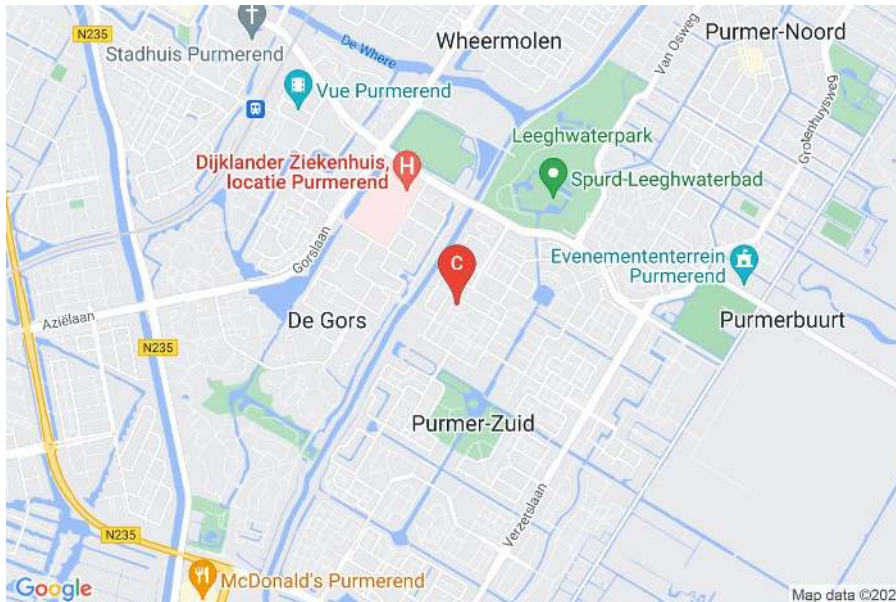 N235
Stadhuis Purmerend
De Where
Wheermolen
Purmer-Noord
Van Osweg
Grotenhuysweg
Vue Purmerend
Leeghwaterpark
Dijklander Ziekenhuis,
locatie Purmerend
H
Spurd-Leeghwaterbad
Gorslaan
C
Evenemententerrein
Purmerend
Aziëlaan
De Gors
Purmerbuurt
N235
Purmer-Zuid
Verzetslaan
N235
McDonald's Purmerend
Google
Map data ©202